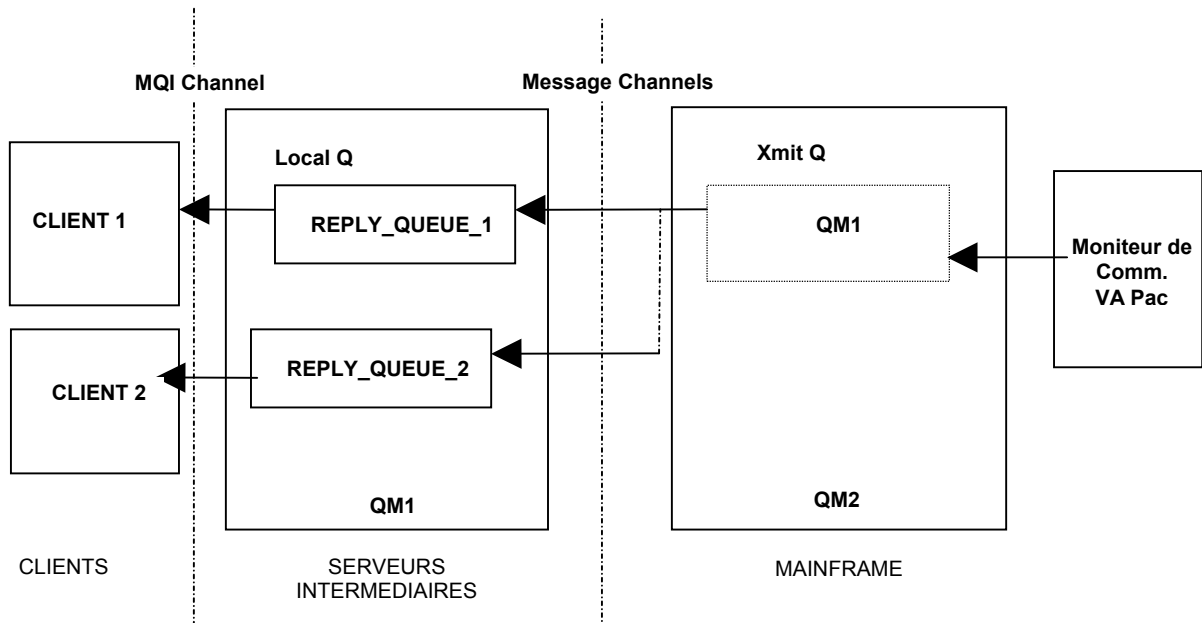 MQI Channel
Message Channels
Local Q
Xmit Q
CLIENT 1
REPLY_QUEUE_1
QM1
Moniteur de
Comm.
VA Pac
CLIENT 2
REPLY_QUEUE_2
QM1
QM2
CLIENTS
SERVEURS
INTERMEDIAIRES
MAINFRAME